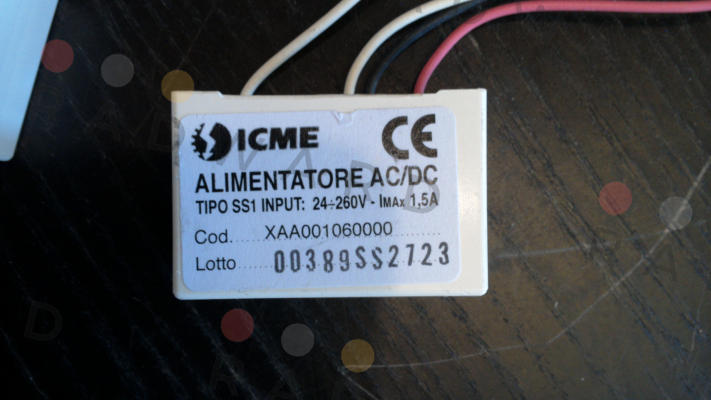 ICME CE
ALIMENTATORE AC/DC
TIPO SS1 INPUT: 24÷260V - IMAX 1,5A
Cod. XAA001060000
Lotto 00389SS2723